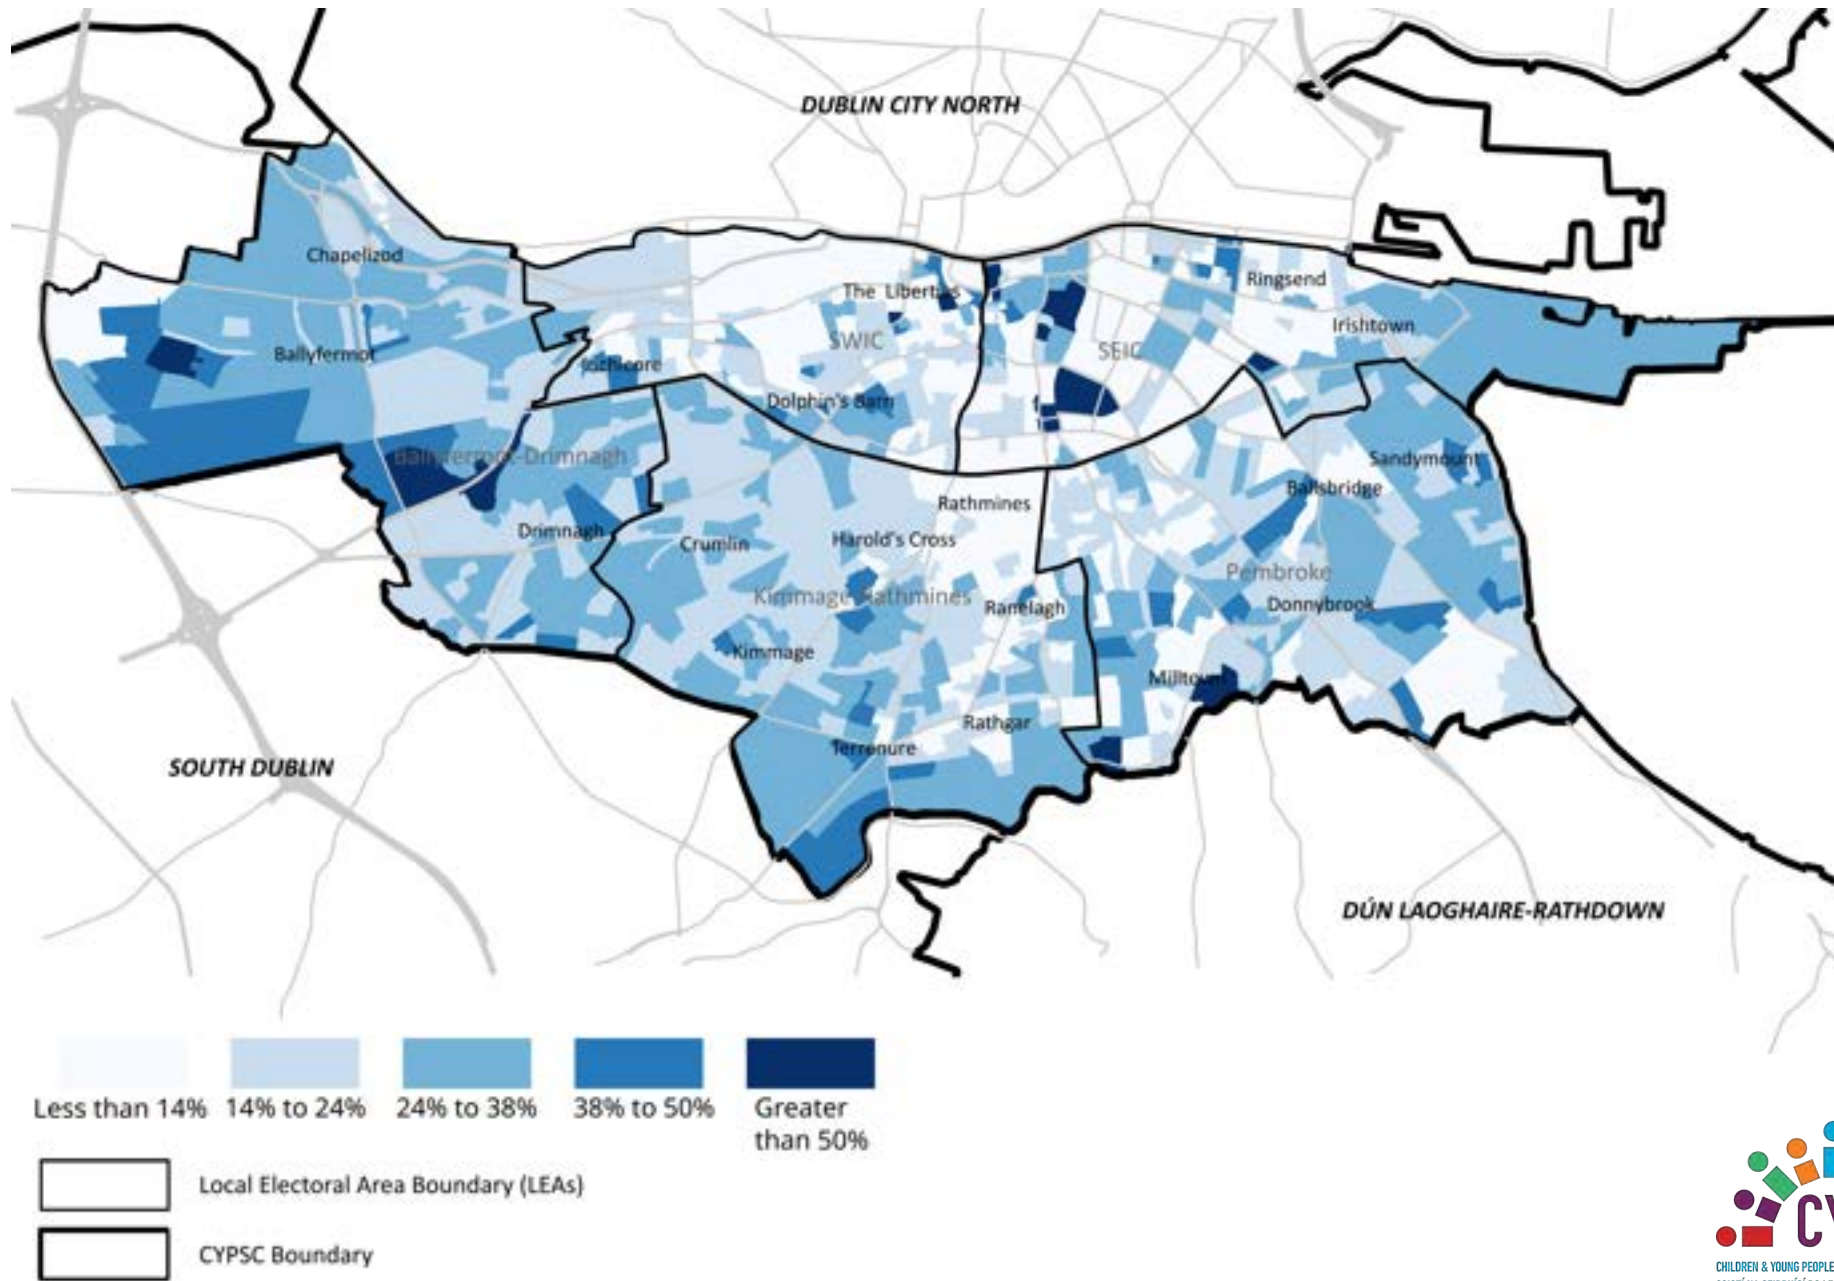 DUBLIN CITY NORTH
Chapelizod
The Liberties
Ringsend
Irishtown
SWIC
SEIC
Ballyfermot
Inchicore
Dolphin's Barn
Ballyfermot-Drimnagh
Sandymount
Ballsbridge
Rathmines
Drimnagh
Crumlin
Harold's Cross
Pembroke
Kimmage-Rathmines
Ranelagh
Donnybrook
Kimmage
Milltown
Rathgar
Terrenure
SOUTH DUBLIN
DÚN LAOGHAIRE-RATHDOWN
Less than 14%
14% to 24%
24% to 38%
38% to 50%
Greater
than 50%
Local Electoral Area Boundary (LEAs)
CYPSC Boundary
CHILDREN & YOUNG PEOPLE